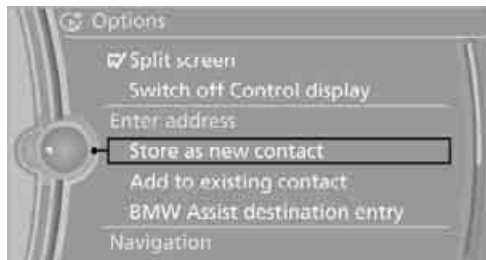 Options
Split screen
Switch off Control display
Enter address
Store as new contact
Add to existing contact
BMW Assist destination entry
Navigation